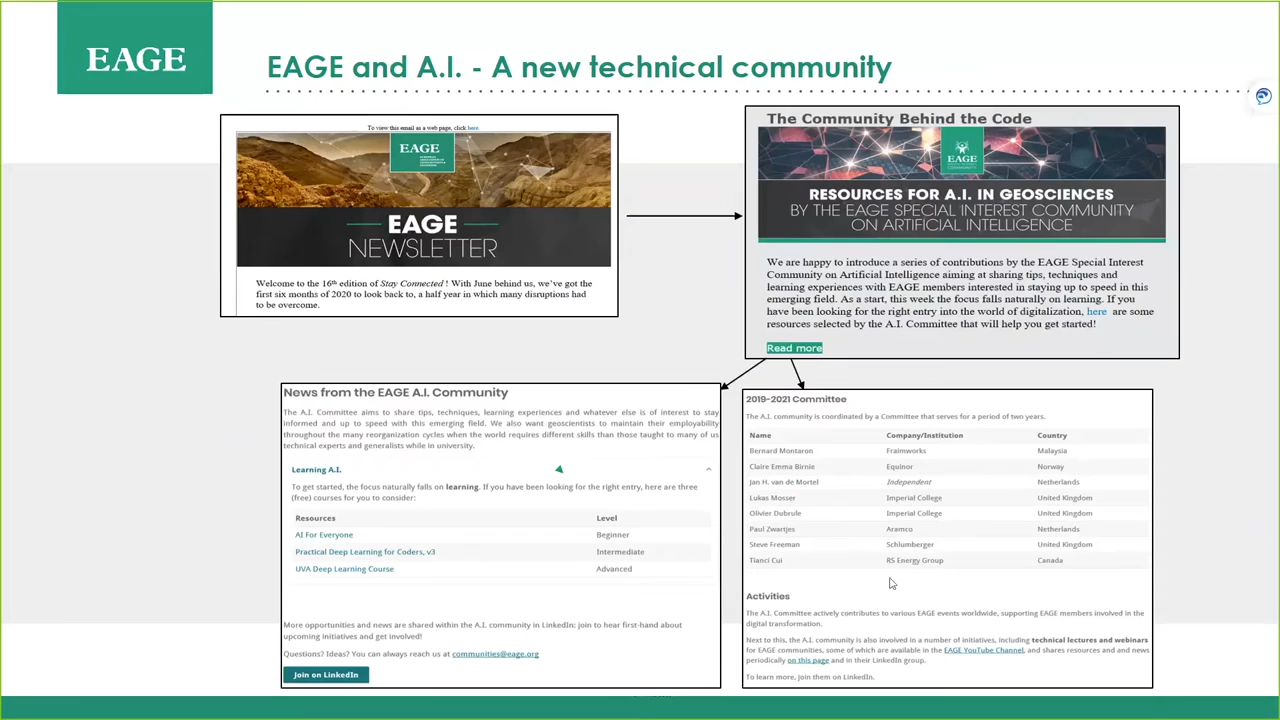 EAGE
EAGE and A.I. - A new technical community
To view this email as a web page, click here.
EAGE
EAGE
NEWSLETTER
Welcome to the 16th edition of Stay Connected ! With June behind us, we've got the
first six months of 2020 to look back to, a half year in which many disruptions had
to be overcome.
The Community Behind the Code
EAGE
COMMUNITY
RESOURCES FOR A.I. IN GEOSCIENCES
BY THE EAGE SPECIAL INTEREST COMMUNITY
ON ARTIFICIAL INTELLIGENCE
We are happy to introduce a series of contributions by the EAGE Special Interest
Community on Artificial Intelligence aiming at sharing tips, techniques and
learning experiences with EAGE members interested in staying up to speed in this
emerging field. As a start, this week the focus falls naturally on learning. If you
have been looking for the right entry into the world of digitalization, here are some
resources selected by the A.I. Committee that will help you get started!
Read more
News from the EAGE A.I. Community
The A.I. Committee aims to share tips, techniques, learning experiences and whatever else is of interest to stay
informed and up to speed with this emerging field. We also want geoscientists to maintain their employability
throughout the many reorganization cycles when the world requires different skills than those taught to many of us
technical experts and generalists while in university.
Learning A.I.
To get started, the focus naturally falls on learning. If you have been looking for the right entry, here are three
(free) courses for you to consider:
Resources Level
AI For Everyone Beginner
Practical Deep Learning for Coders, v3 Intermediate
UVA Deep Learning Course Advanced
More opportunities and news are shared within the A.I. community in LinkedIn: join to hear first-hand about
upcoming initiatives and get involved!
Questions? Ideas? You can always reach us at communities@eage.org
Join on LinkedIn
2019-2021 Committee
The A.I. community is coordinated by a Committee that serves for a period of two years.
Name Company/Institution Country
Bernard Montaron Fraimworks Malaysia
Claire Emma Birnie Equinor Norway
Jan H. van de Mortel Independent Netherlands
Lukas Mosser Imperial College United Kingdom
Olivier Dubrule Imperial College United Kingdom
Paul Zwartjes Aramco Netherlands
Steve Freeman Schlumberger United Kingdom
Tianci Cui RS Energy Group Canada
Activities
The A.I. Committee actively contributes to various EAGE events worldwide, supporting EAGE members involved in the
digital transformation.
Next to this, the A.I. community is also involved in a number of initiatives, including technical lectures and webinars
for EAGE communities, some of which are available in the EAGE YouTube Channel, and shares resources and and news
periodically on this page and in their LinkedIn group.
To learn more, join them on LinkedIn.